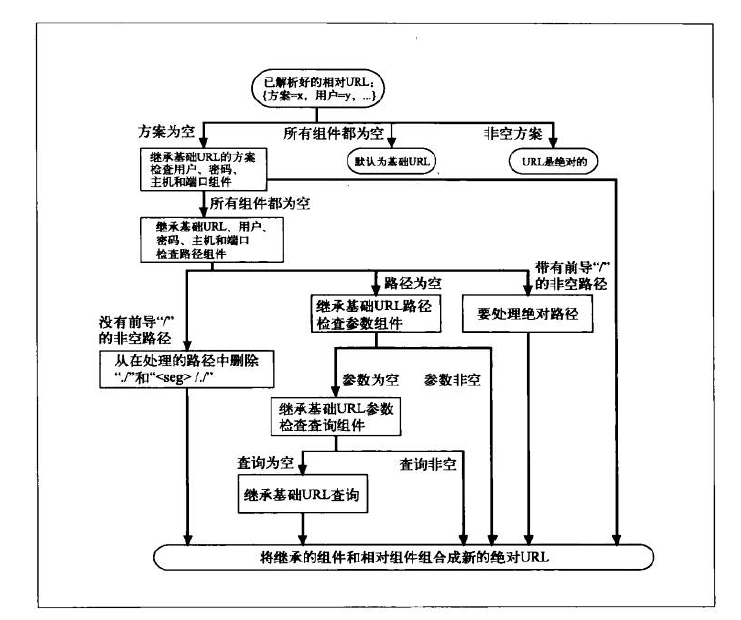 已解析好的相对URL：
{方案=x，用户=y，...}
方案为空
所有组件都为空
非空方案
继承基础URL的方案
检查用户、密码、
主机和端口组件
默认为基础URL
URL是绝对的
所有组件都为空
继承基础URL、用户、
密码、主机和端口
检查路径组件
没有前导“/”
的非空路径
路径为空
带有前导“/”
的非空路径
继承基础URL路径
检查参数组件
要处理绝对路径
从在处理的路径中删除
“./”和“<seg> /./”
参数为空
参数非空
继承基础URL参数
检查查询组件
查询为空
查询非空
继承基础URL查询
将继承的组件和相对组件组合成新的绝对URL